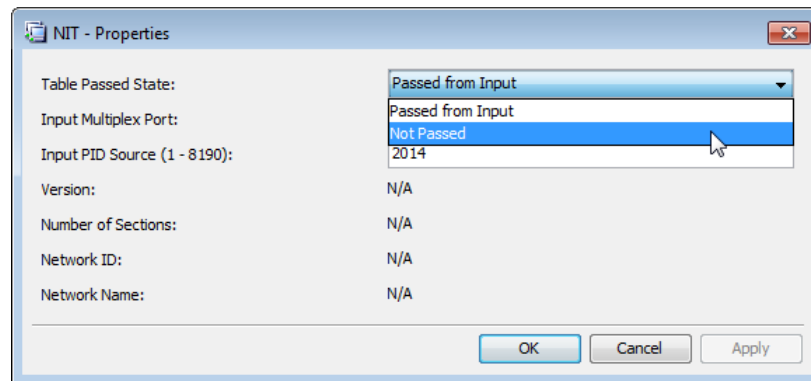 NIT - Properties
Table Passed State: Passed from Input
Passed from Input
Input Multiplex Port:
Not Passed
Input PID Source (1 - 8190): 2014
Version: N/A
Number of Sections: N/A
Network ID: N/A
Network Name: N/A
OK Cancel Apply